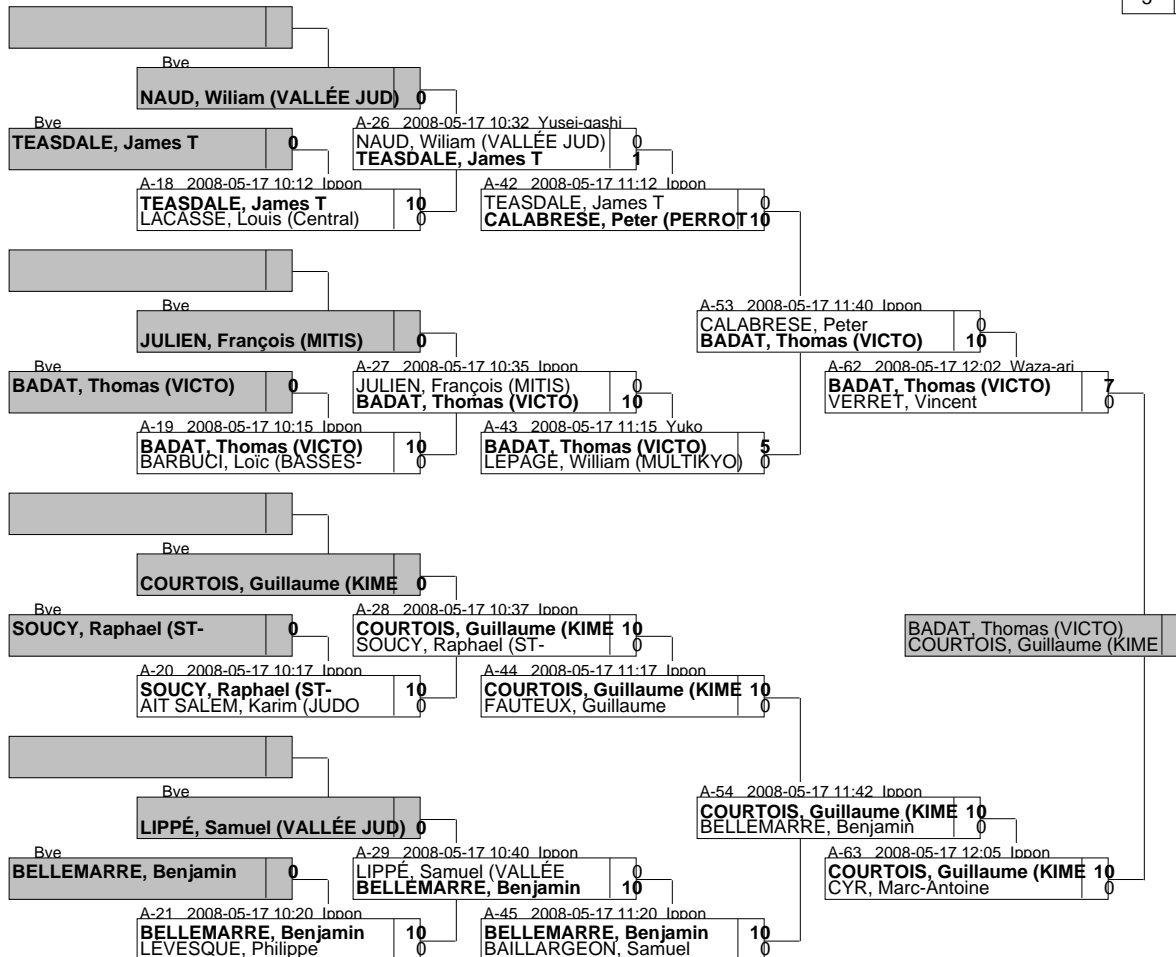 Bye
NAUD, Wiliam (VALLÉE JUD) 0
Bye
TEASDALE, James T 0
A-26 2008-05-17 10:32 Yusei-gashi
NAUD, Wiliam (VALLÉE JUD) 0
TEASDALE, James T 1
A-18 2008-05-17 10:12 Ippon
TEASDALE, James T 10
LACASSE, Louis (Central) 0
A-42 2008-05-17 11:12 Ippon
TEASDALE, James T 0
CALABRESE, Peter (PERROT 10
Bye
JULIEN, François (MITIS) 0
A-53 2008-05-17 11:40 Ippon
CALABRESE, Peter 0
BADAT, Thomas (VICTO) 10
Bye
BADAT, Thomas (VICTO) 0
A-27 2008-05-17 10:35 Ippon
JULIEN, François (MITIS) 0
BADAT, Thomas (VICTO) 10
A-62 2008-05-17 12:02 Waza-ari
BADAT, Thomas (VICTO) 7
VERRET, Vincent 0
A-19 2008-05-17 10:15 Ippon
BADAT, Thomas (VICTO) 10
BARBUCI, Loïc (BASSES- 0
A-43 2008-05-17 11:15 Yuko
BADAT, Thomas (VICTO) 5
LEPAGE, William (MULTIKYO) 0
Bye
COURTOIS, Guillaume (KIME 0
Bye
SOUCY, Raphael (ST- 0
A-28 2008-05-17 10:37 Ippon
COURTOIS, Guillaume (KIME 10
SOUCY, Raphael (ST- 0
BADAT, Thomas (VICTO)
COURTOIS, Guillaume (KIME
A-20 2008-05-17 10:17 Ippon
SOUCY, Raphael (ST- 10
AIT SALEM, Karim (JUDO 0
A-44 2008-05-17 11:17 Ippon
COURTOIS, Guillaume (KIME 10
FAUTEUX, Guillaume 0
Bye
LIPPÉ, Samuel (VALLÉE JUD) 0
A-54 2008-05-17 11:42 Ippon
COURTOIS, Guillaume (KIME 10
BELLEMARRE, Benjamin 0
Bye
BELLEMARRE, Benjamin 0
A-29 2008-05-17 10:40 Ippon
LIPPÉ, Samuel (VALLÉE 0
BELLEMARRE, Benjamin 10
A-63 2008-05-17 12:05 Ippon
COURTOIS, Guillaume (KIME 10
CYR, Marc-Antoine 0
A-21 2008-05-17 10:20 Ippon
BELLEMARRE, Benjamin 10
LÉVESQUE, Philippe 0
A-45 2008-05-17 11:20 Ippon
BELLEMARRE, Benjamin 10
BAILLARGEON, Samuel 0